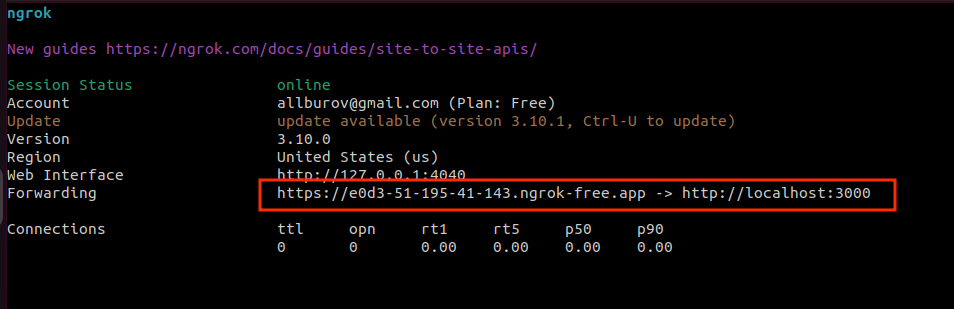 ngrok
New guides https://ngrok.com/docs/guides/site-to-site-apis/
Session Status online
Account allburov@gmail.com (Plan: Free)
Update update available (version 3.10.1, Ctrl-U to update)
Version 3.10.0
Region United States (us)
Web Interface http://127.0.0.1:4040
Forwarding https://e0d3-51-195-41-143.ngrok-free.app -> http://localhost:3000
Connections ttl opn rt1 rt5 p50 p90
0 0 0.00 0.00 0.00 0.00